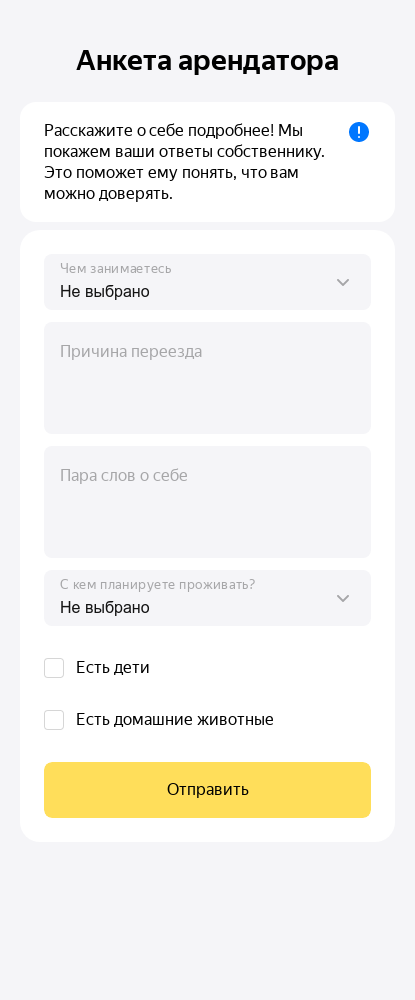 Анкета арендатора
Расскажите о себе подробнее! Мы
покажем ваши ответы собственнику.
Это поможет ему понять, что вам
можно доверять.
Чем занимаетесь
Не выбрано
Причина переезда
Пара слов о себе
С кем планируете проживать?
Не выбрано
Есть дети
Есть домашние животные
Отправить